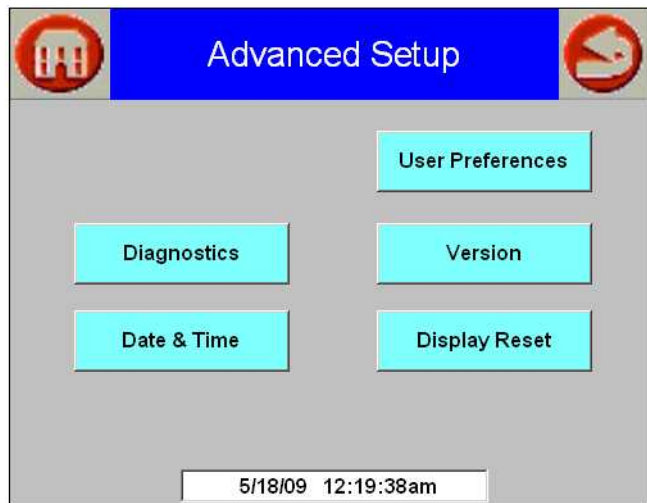 Advanced Setup
User Preferences
Diagnostics
Version
Date & Time
Display Reset
5/18/09 12:19:38am